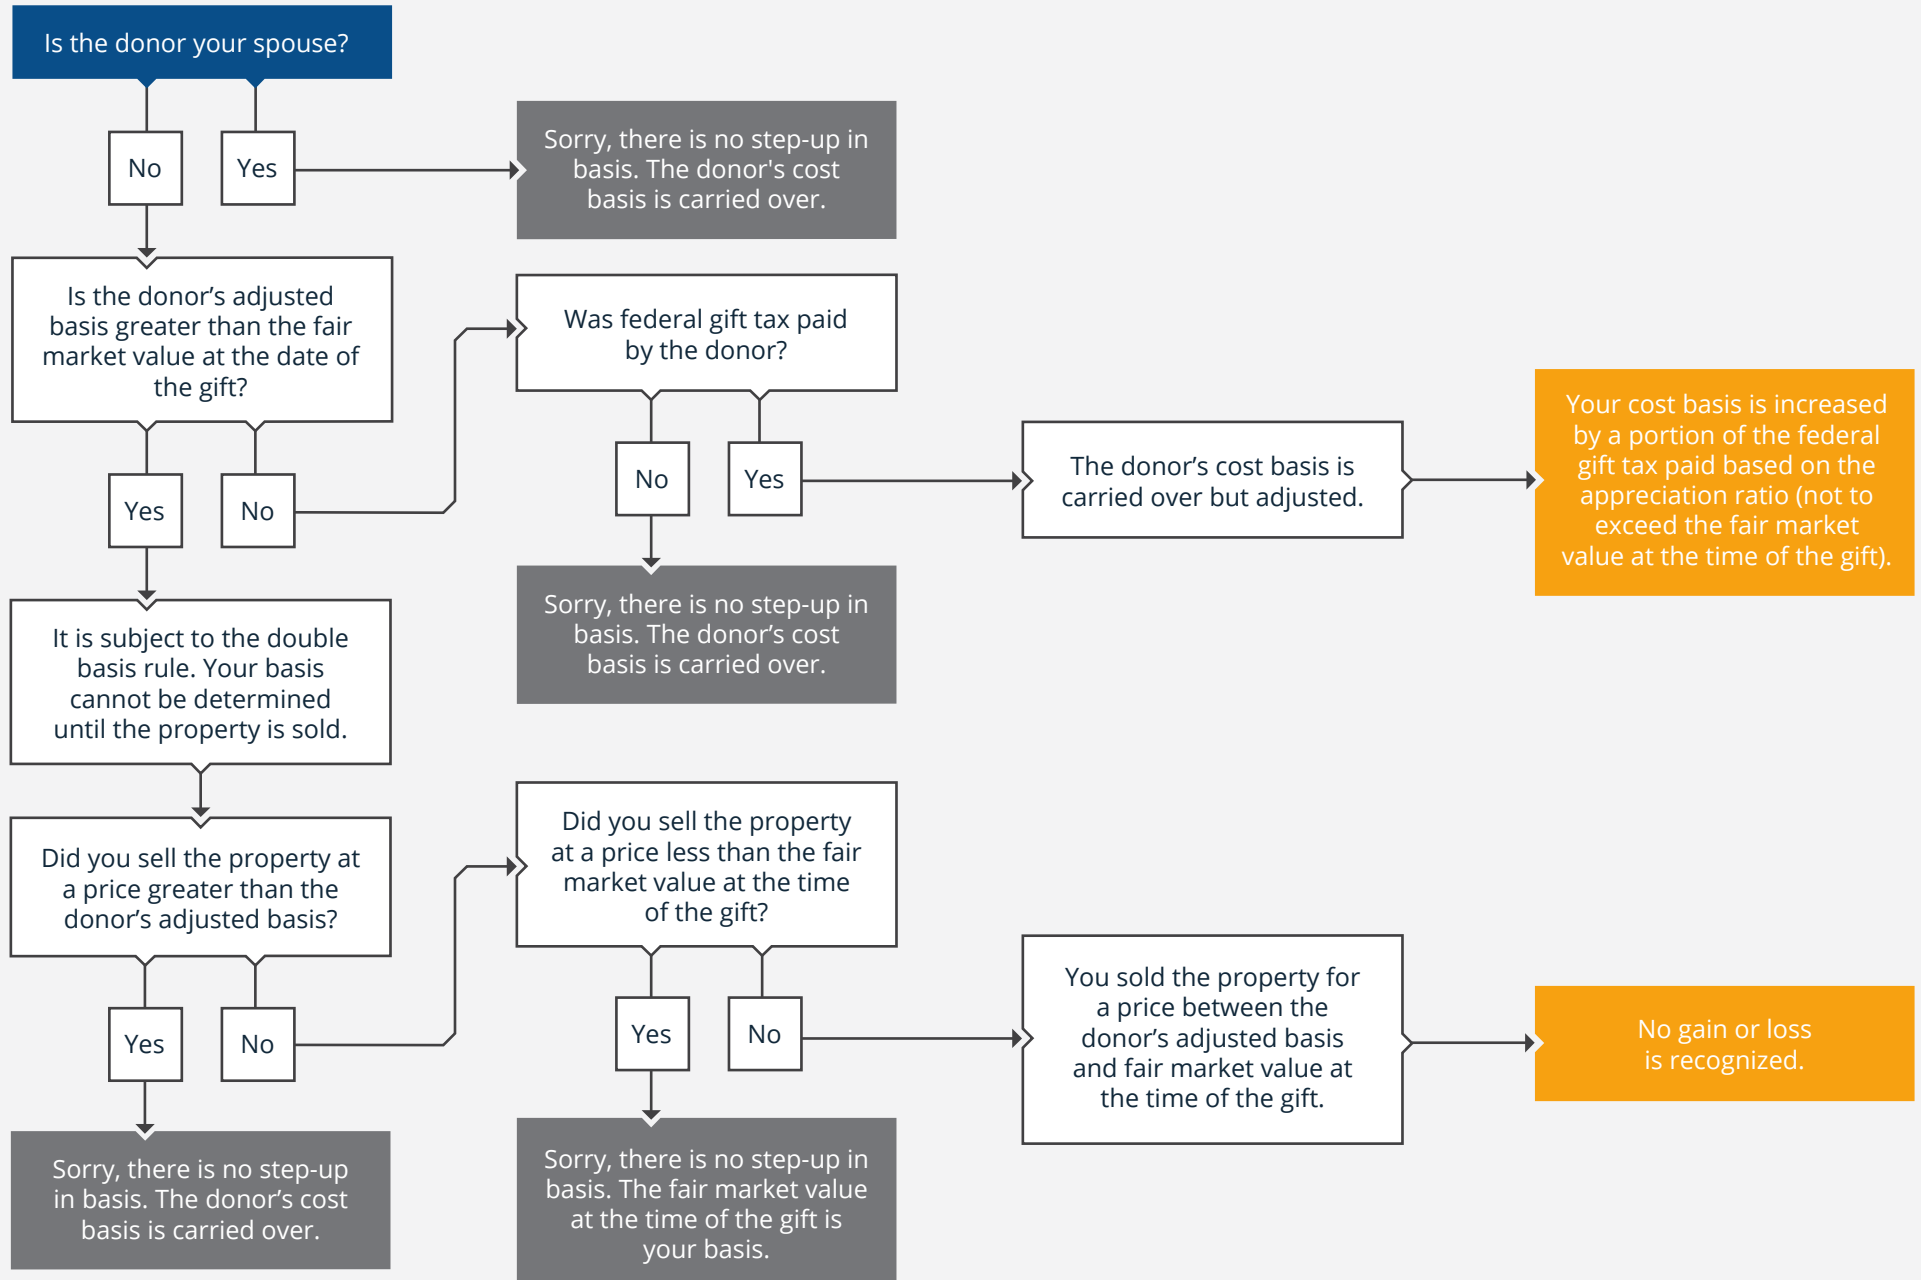 Is the donor your spouse?
No
Yes
Sorry, there is no step-up in
basis. The donor's cost
basis is carried over.
Is the donor’s adjusted
basis greater than the fair
market value at the date of
the gift?
Yes
No
Was federal gift tax paid
by the donor?
No
Yes
The donor’s cost basis is
carried over but adjusted.
Your cost basis is increased
by a portion of the federal
gift tax paid based on the
appreciation ratio (not to
exceed the fair market
value at the time of the gift).
Sorry, there is no step-up in
basis. The donor’s cost
basis is carried over.
It is subject to the double
basis rule. Your basis
cannot be determined
until the property is sold.
Did you sell the property at
a price greater than the
donor’s adjusted basis?
Yes
No
Did you sell the property
at a price less than the fair
market value at the time
of the gift?
Yes
No
You sold the property for
a price between the
donor’s adjusted basis
and fair market value at
the time of the gift.
No gain or loss
is recognized.
Sorry, there is no step-up
in basis. The donor’s cost
basis is carried over.
Sorry, there is no step-up in
basis. The fair market value
at the time of the gift is
your basis.